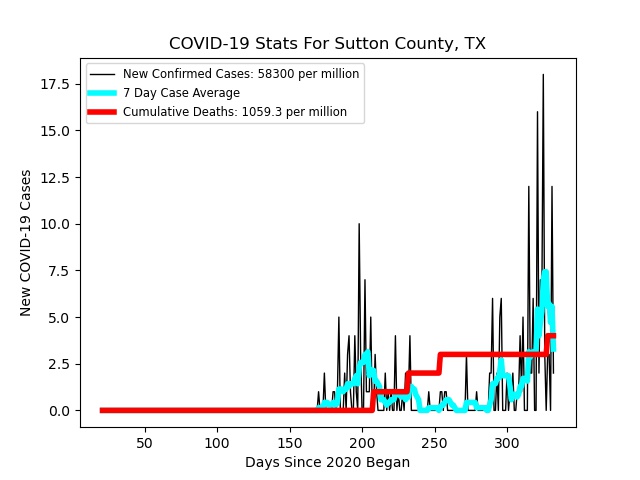 COVID-19 Stats For Sutton County, TX
New Confirmed Cases: 58300 per million
7 Day Case Average
Cumulative Deaths: 1059.3 per million
17.5
15.0
12.5
10.0
7.5
5.0
2.5
0.0
New COVID-19 Cases
50 100 150 200 250 300
Days Since 2020 Began